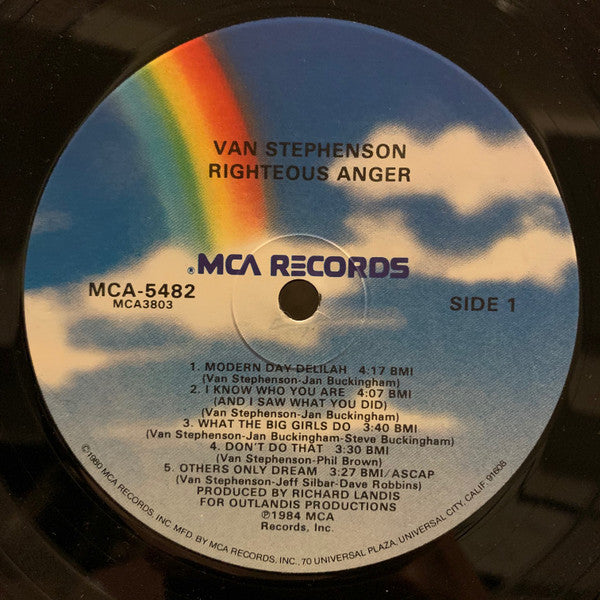 VAN STEPHENSON
RIGHTEOUS ANGER
®MCA RECORDS
MCA-5482
MCA3803
SIDE 1
1. MODERN DAY DELILAH 4:17 BMI
(Van Stephenson-Jan Buckingham)
2. I KNOW WHO YOU ARE 4:07 BMI
(AND I SAW WHAT YOU DID)
(Van Stephenson-Jan Buckingham)
3. WHAT THE BIG GIRLS DO 3:40 BMI
(Van Stephenson-Jan Buckingham-Steve Buckingham)
4. DON'T DO THAT 3:30 BMI
(Van Stephenson-Phil Brown)
5. OTHERS ONLY DREAM 3:27 BMI/ASCAP
(Van Stephenson-Jeff Silbar-Dave Robbins)
PRODUCED BY RICHARD LANDIS
FOR OUTLANDIS PRODUCTIONS
℗1984 MCA
Records, Inc.
©1980 MCA RECORDS, INC. MFD. BY MCA RECORDS, INC., 70 UNIVERSAL PLAZA, UNIVERSAL CITY, CALIF. 91608